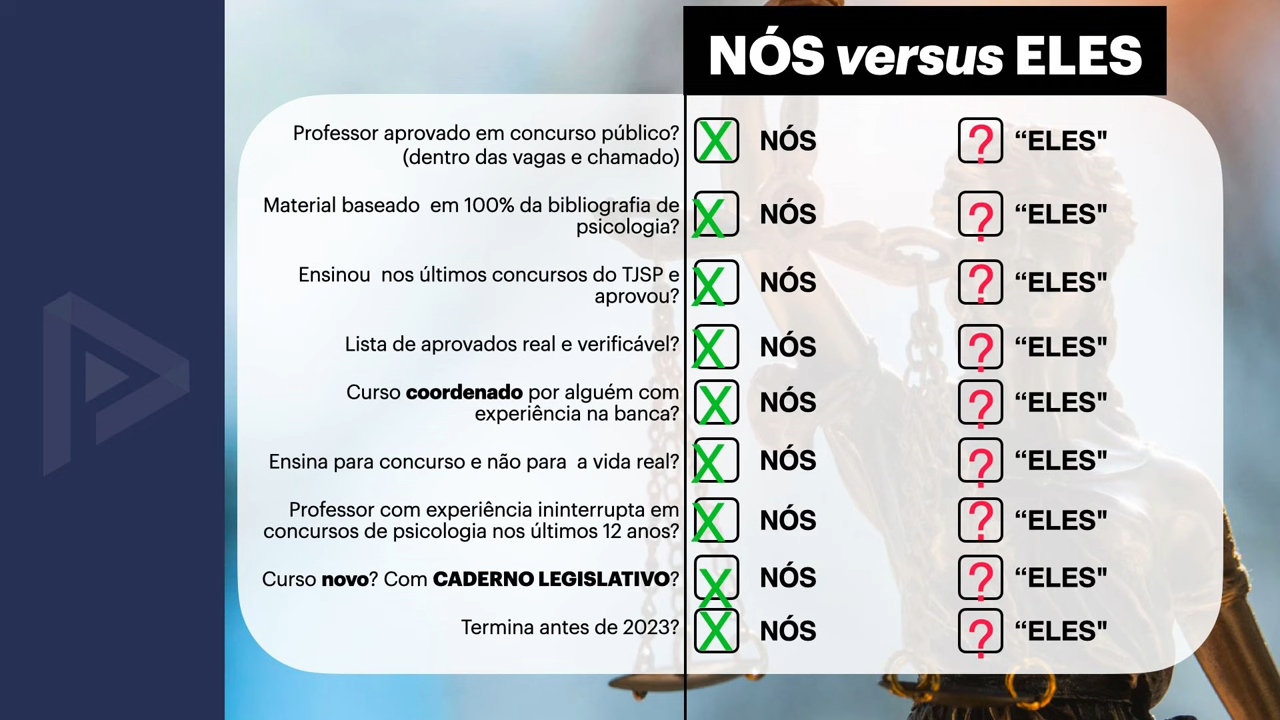 NÓS versus ELES
Professor aprovado em concurso público?
(dentro das vagas e chamado)
X NÓS ? “ELES"
Material baseado em 100% da bibliografia de
psicologia?
X NÓS ? “ELES"
Ensinou nos últimos concursos do TJSP e
aprovou?
X NÓS ? “ELES"
Lista de aprovados real e verificável?
X NÓS ? “ELES"
Curso coordenado por alguém com
experiência na banca?
X NÓS ? “ELES"
Ensina para concurso e não para a vida real?
X NÓS ? “ELES"
Professor com experiência ininterrupta em
concursos de psicologia nos últimos 12 anos?
X NÓS ? “ELES"
Curso novo? Com CADERNO LEGISLATIVO?
X NÓS ? “ELES"
Termina antes de 2023?
X NÓS ? “ELES"